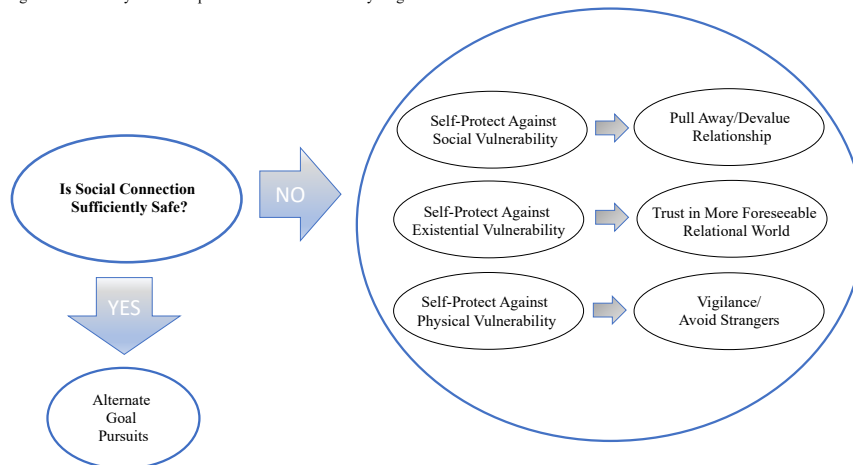 Is Social Connection
Sufficiently Safe?
NO
YES
Alternate
Goal
Pursuits
Self-Protect Against
Social Vulnerability
Pull Away/Devalue
Relationship
Self-Protect Against
Existential Vulnerability
Trust in More Foreseeable
Relational World
Self-Protect Against
Physical Vulnerability
Vigilance/
Avoid Strangers